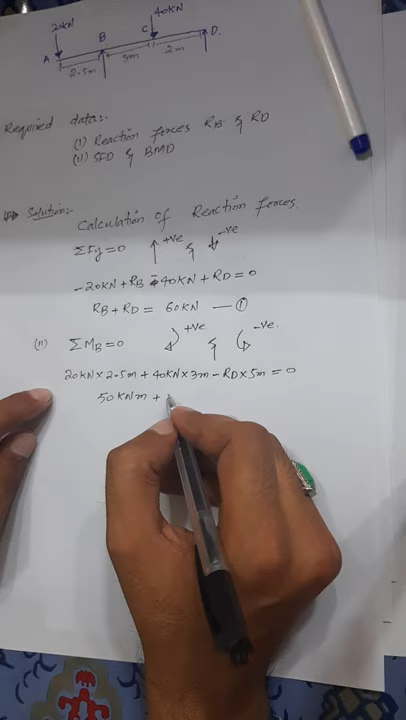 20KN 40KN
A B C D.
2.5m 3m 2m
Required data:-
(i) Reaction forces RB & RD
(ii) SFD & BMD
Solution:- Calculation of Reaction forces.
ΣFy=0 ↑ +ve & ↓ -ve
-20KN+RB-40KN+RD=0
RB+RD= 60KN — ①
(ii) ΣMB=0 +ve & -ve.
20KN×2.5m+40KN×3m-RD×5m=0
50KNm +